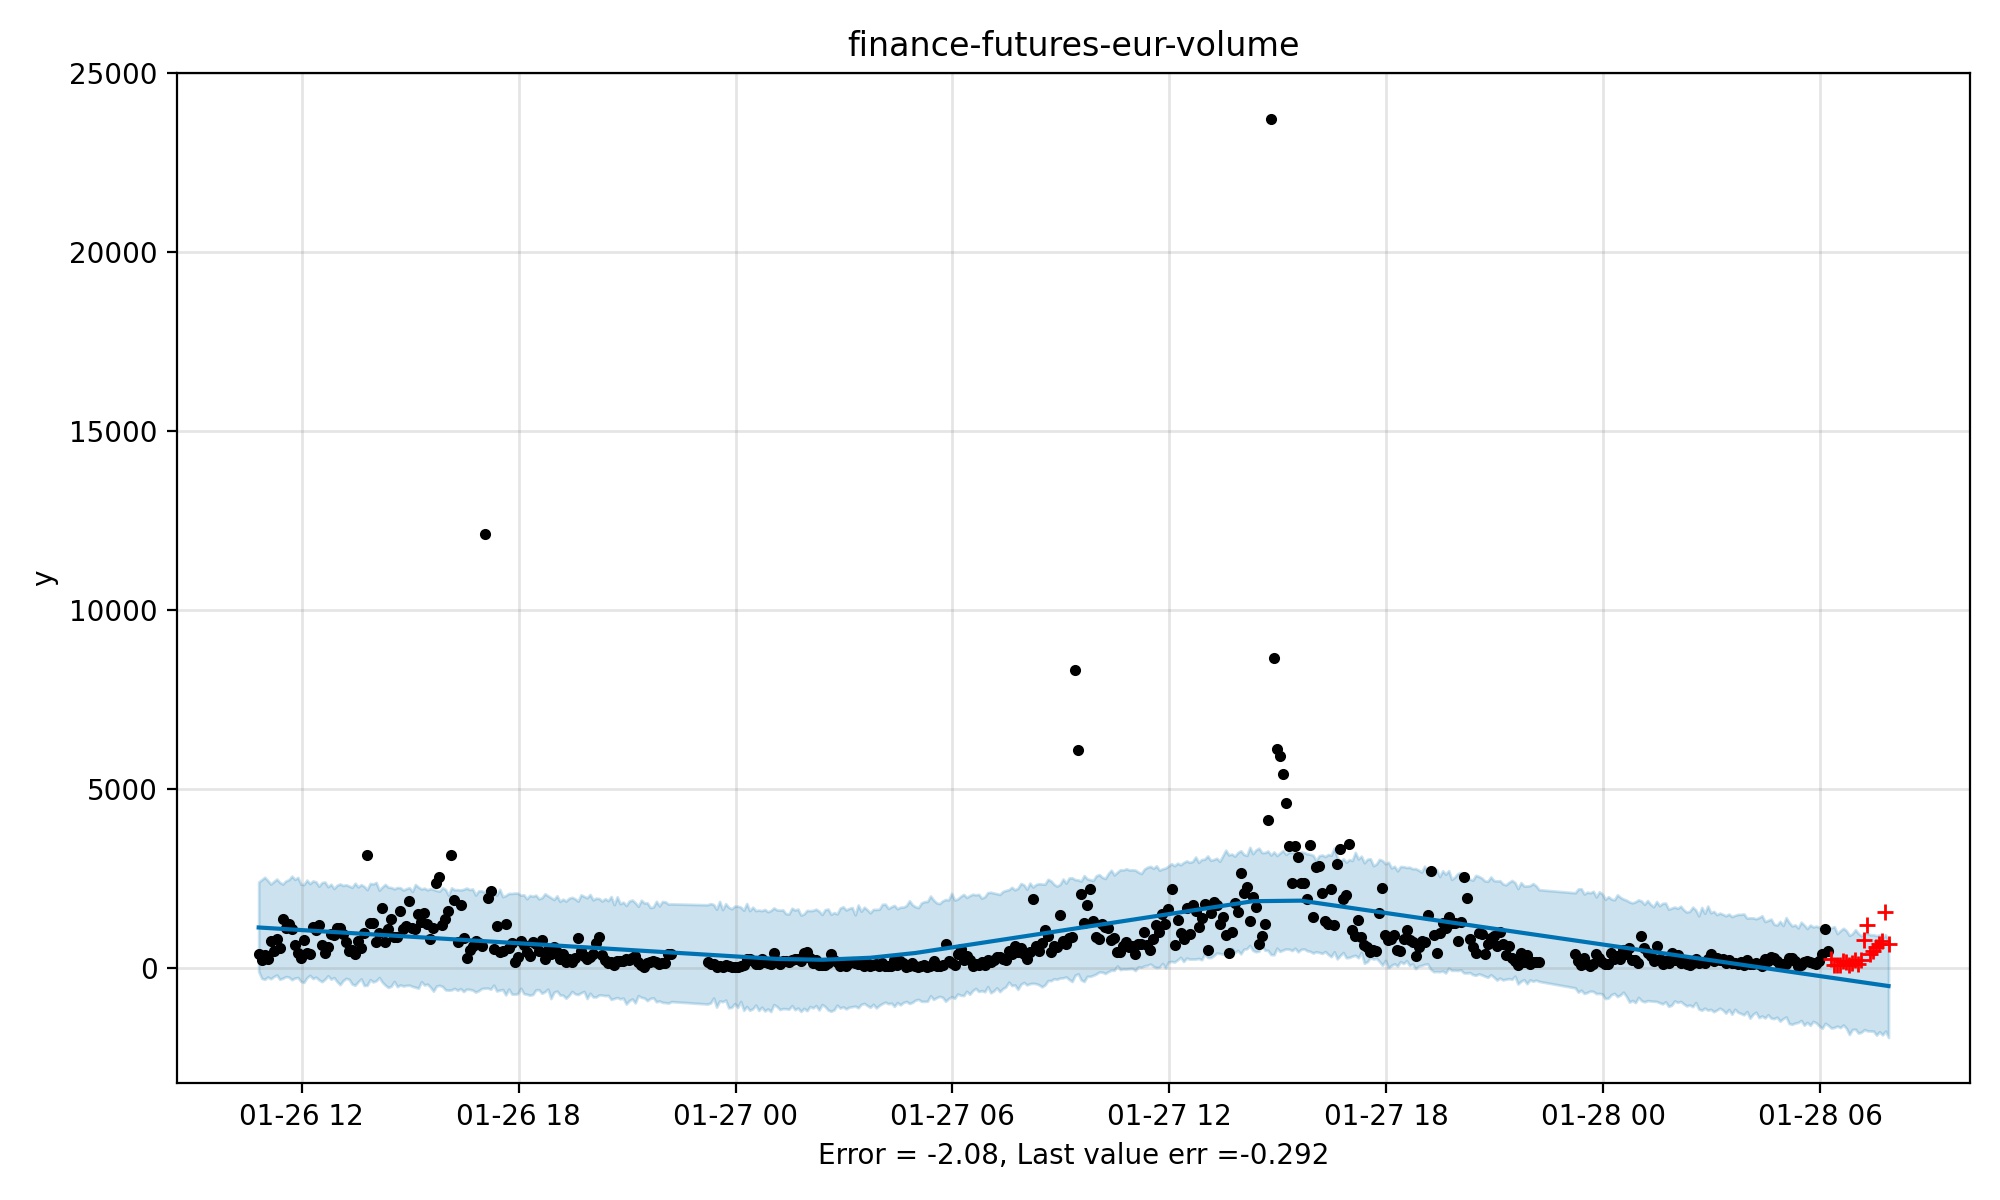 finance-futures-eur-volume
25000
20000
15000
10000
5000
0
y
01-26 12 01-26 18 01-27 00 01-27 06 01-27 12 01-27 18 01-28 00 01-28 06
Error = -2.08, Last value err =-0.292